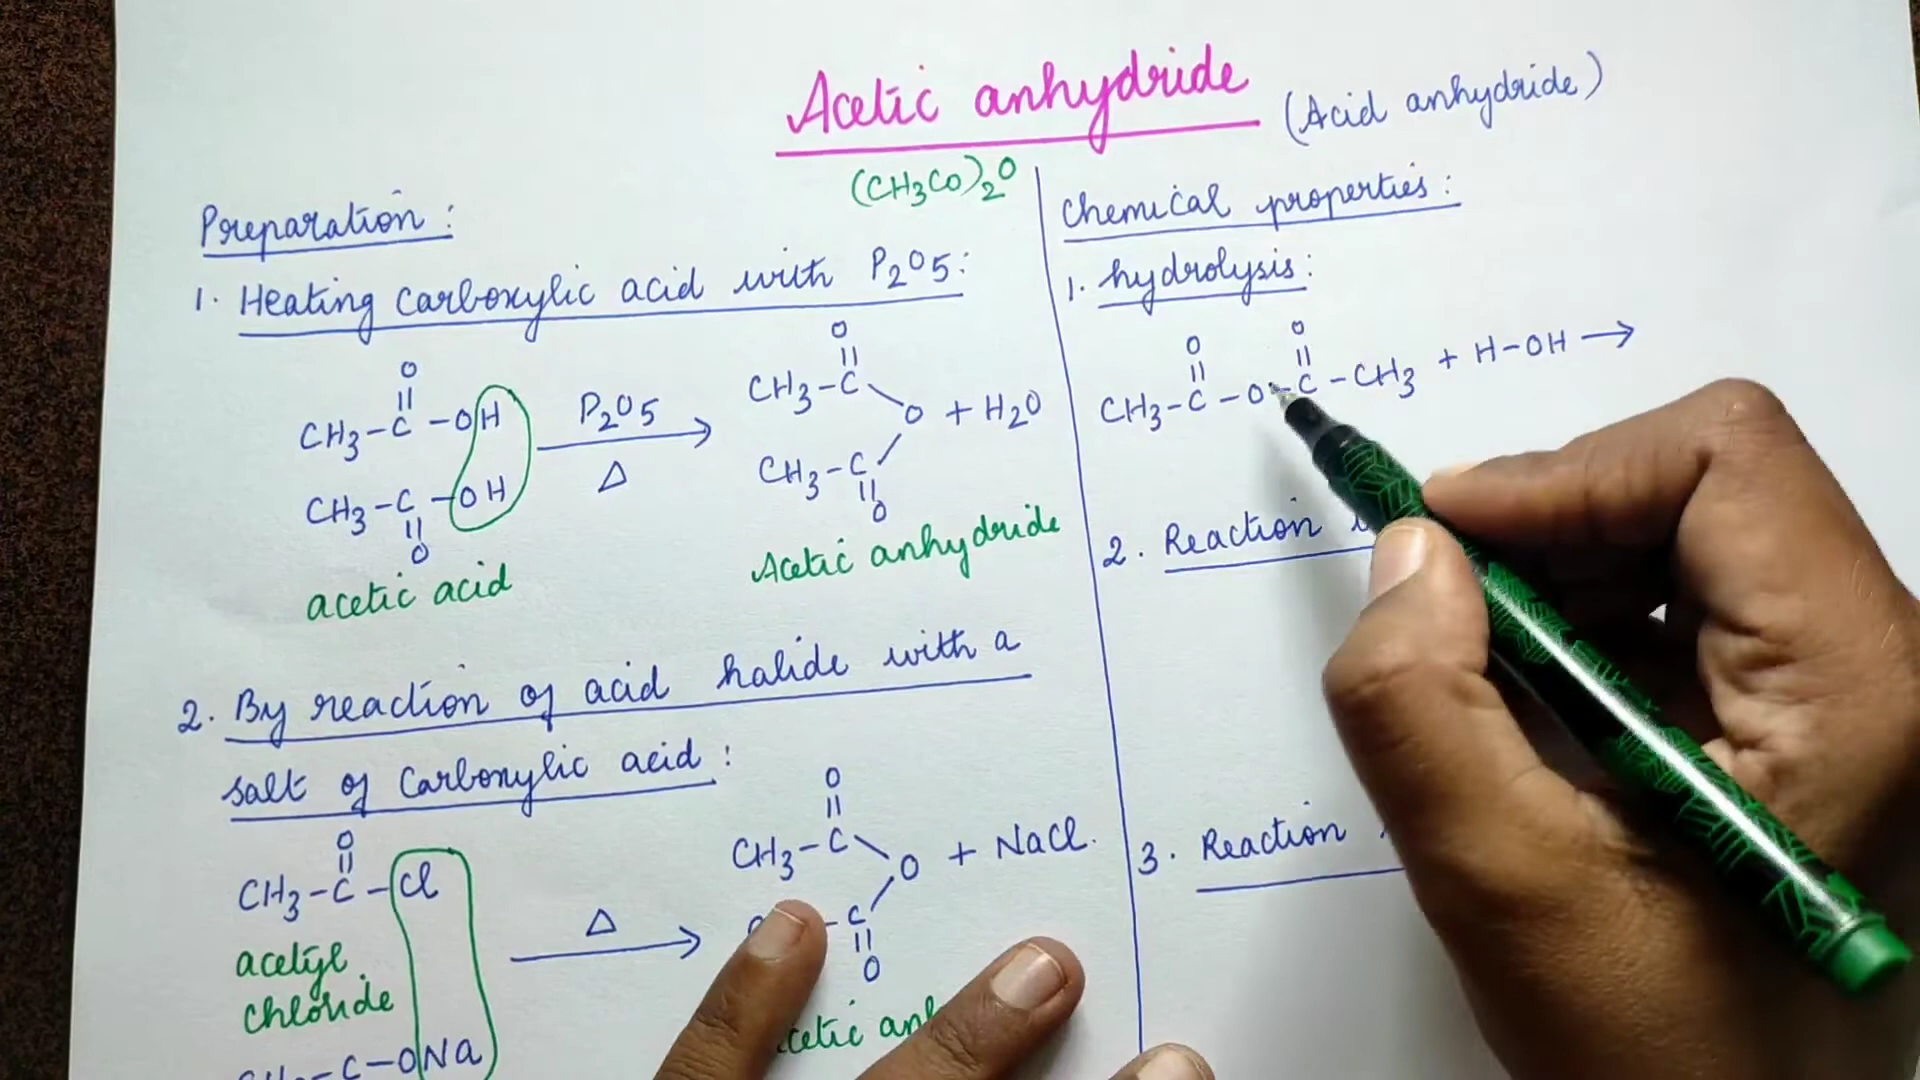 Acetic anhydride (Acid anhydride)
(CH3CO)2O
Preparation:
1. Heating carboxylic acid with P2O5:
O
||
CH3-C-OH
P2O5
Δ
CH3-C-OH
||
O
acetic acid
O
||
CH3-C
O + H2O
CH3-C
||
O
Acetic anhydride
2. By reaction of acid halide with a
salt of carboxylic acid:
O
||
CH3-C-Cl
acetyl
chloride
-C-ONa
Δ
O
||
CH3-C
O + NaCl.
-C
||
O
chemical properties:
1. hydrolysis:
O O
|| ||
CH3-C-O-C-CH3 + H-OH →
2. Reaction
3. Reaction